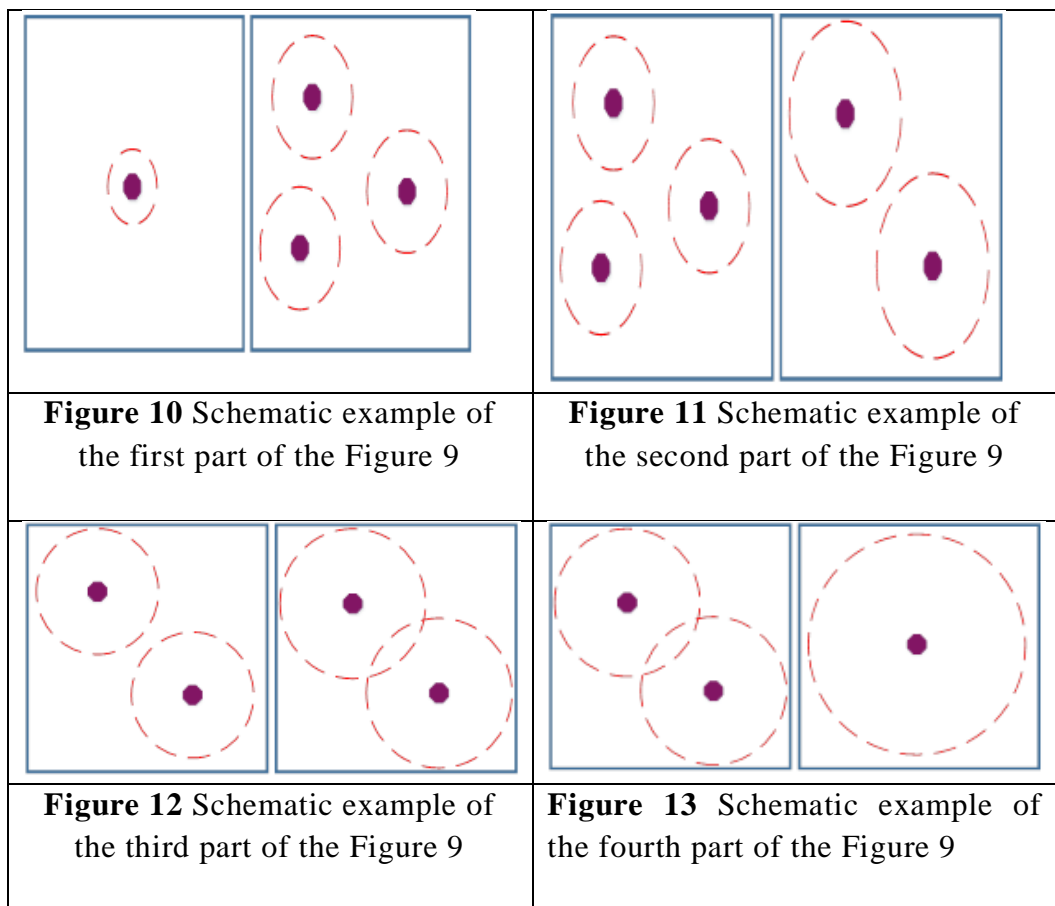 Figure 10 Schematic example of
the first part of the Figure 9
Figure 11 Schematic example of
the second part of the Figure 9
Figure 12 Schematic example of
the third part of the Figure 9
Figure 13 Schematic example of
the fourth part of the Figure 9